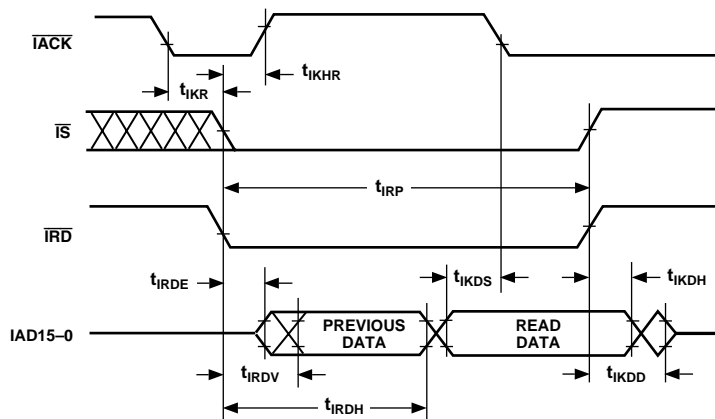 IACK
tIKHR
tIKR
IS
tIRP
IRD
tIRDE
tIKDS
tIKDH
IAD15–0
PREVIOUS
DATA
READ
DATA
tIRDV
tIKDD
tIRDH